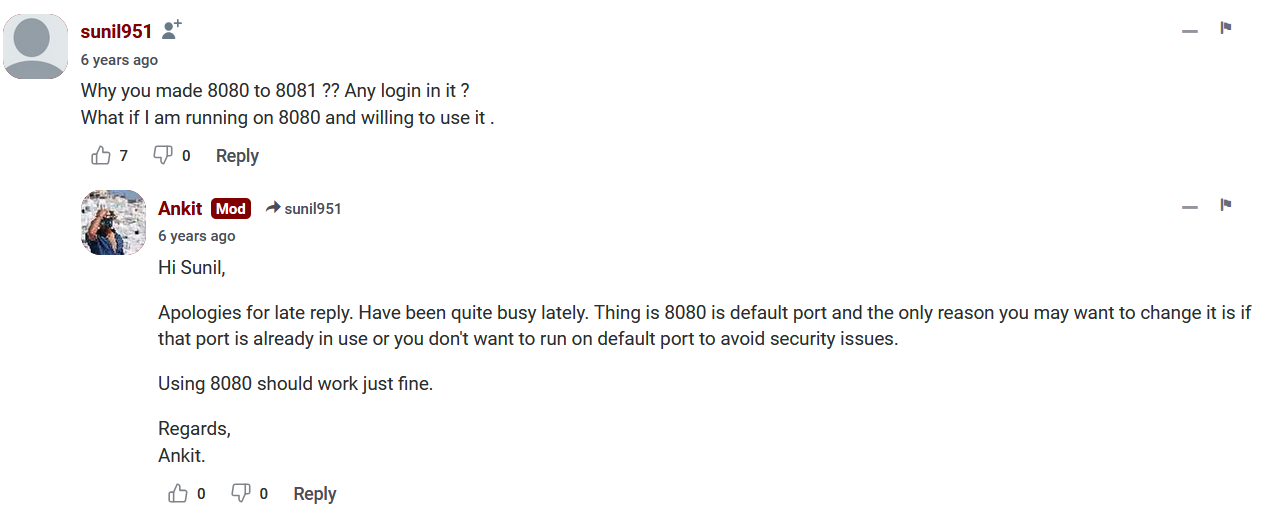 sunil951
6 years ago
Why you made 8080 to 8081 ?? Any login in it ?
What if I am running on 8080 and willing to use it .
7 0 Reply
Ankit Mod sunil951
6 years ago
Hi Sunil,
Apologies for late reply. Have been quite busy lately. Thing is 8080 is default port and the only reason you may want to change it is if
that port is already in use or you don't want to run on default port to avoid security issues.
Using 8080 should work just fine.
Regards,
Ankit.
0 0 Reply